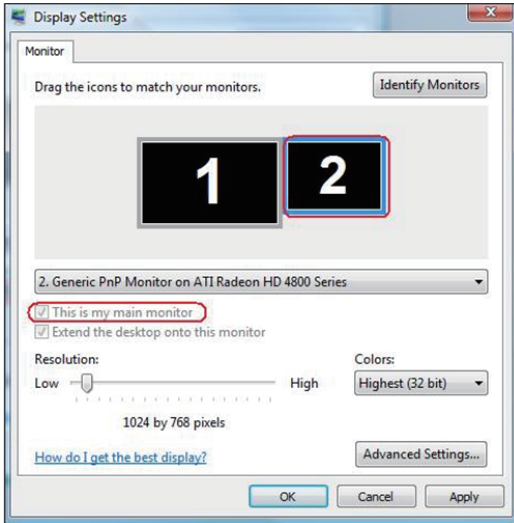 Display Settings
X
Monitor
Drag the icons to match your monitors.
Identify Monitors
1
2
2. Generic PnP Monitor on ATI Radeon HD 4800 Series
This is my main monitor
Extend the desktop onto this monitor
Resolution:
Colors:
Low
High
Highest (32 bit)
1024 by 768 pixels
How do I get the best display?
Advanced Settings...
OK
Cancel
Apply